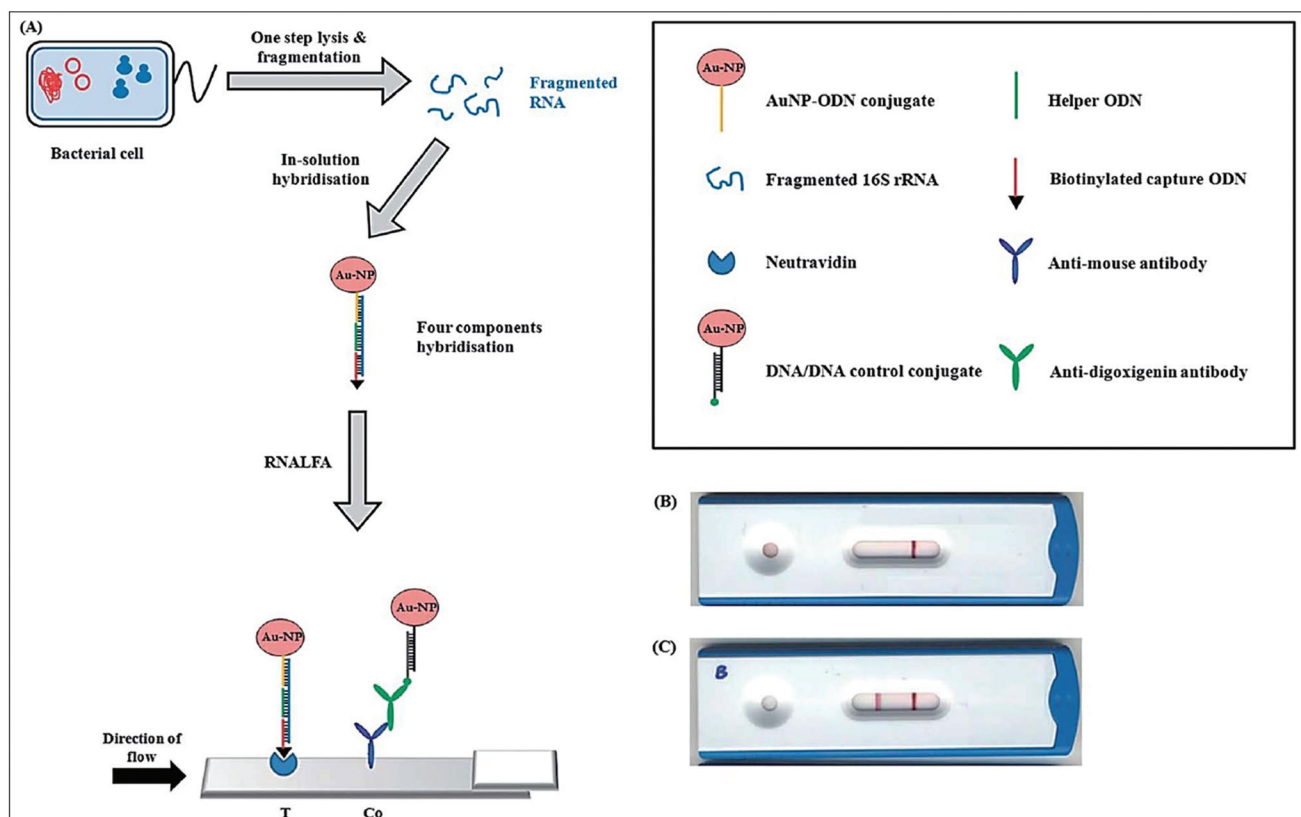 (A)
One step lysis &
fragmentation
Fragmented
RNA
Bacterial cell
In-solution
hybridisation
Au-NP
Four components
hybridisation
RNALFA
Au-NP
Au-NP
Direction of
flow
T
Co
Au-NP
AuNP-ODN conjugate
Helper ODN
Fragmented 16S rRNA
Biotinylated capture ODN
Neutravidin
Anti-mouse antibody
Au-NP
DNA/DNA control conjugate
Anti-digoxigenin antibody
(B)
(C)
B